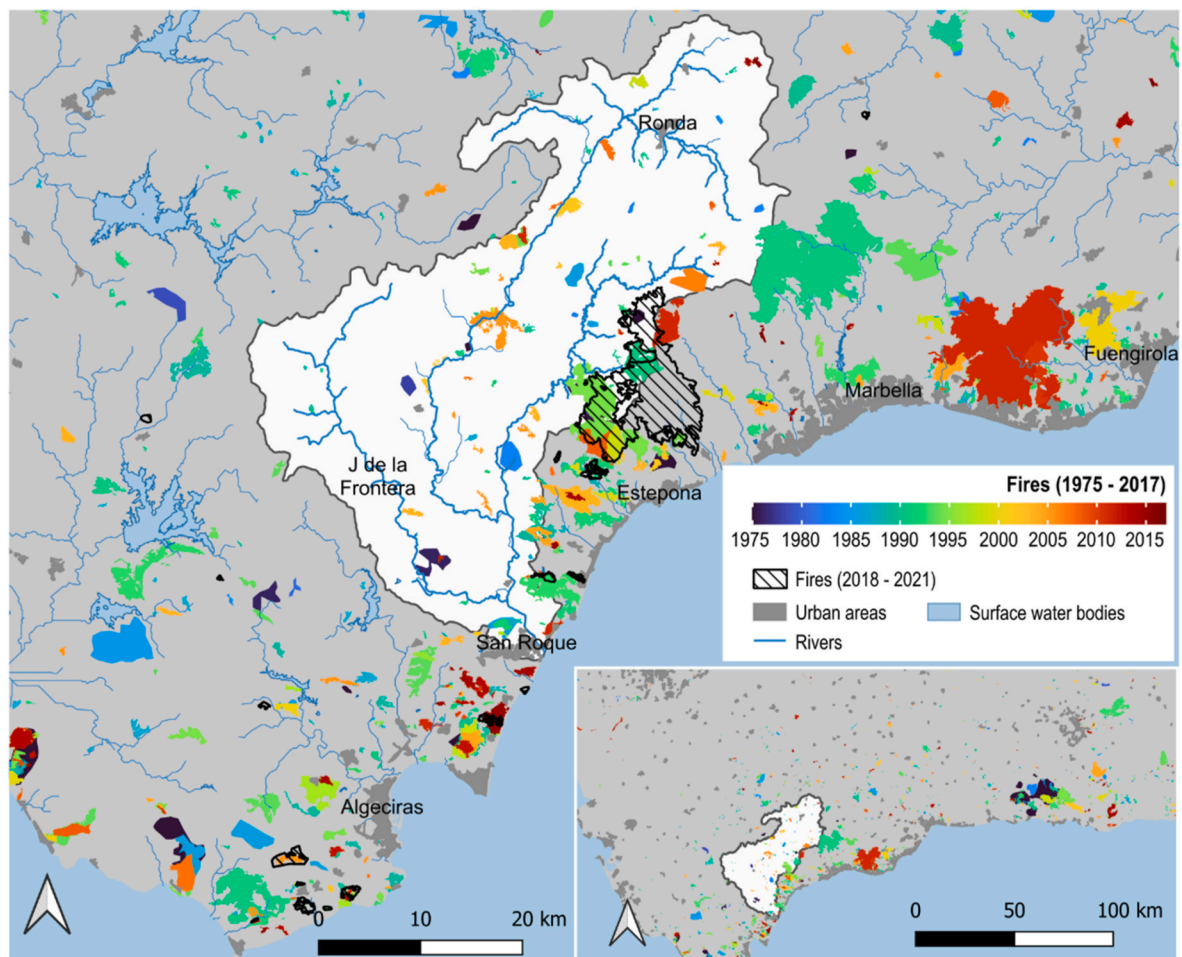 Ronda
Fuengirola
Marbella
J de la
Frontera
Estepona
Fires (1975 - 2017)
1975 1980 1985 1990 1995 2000 2005 2010 2015
Fires (2018 - 2021)
Urban areas Surface water bodies
Rivers
San Roque
Algeciras
0 10 20 km
0 50 100 km